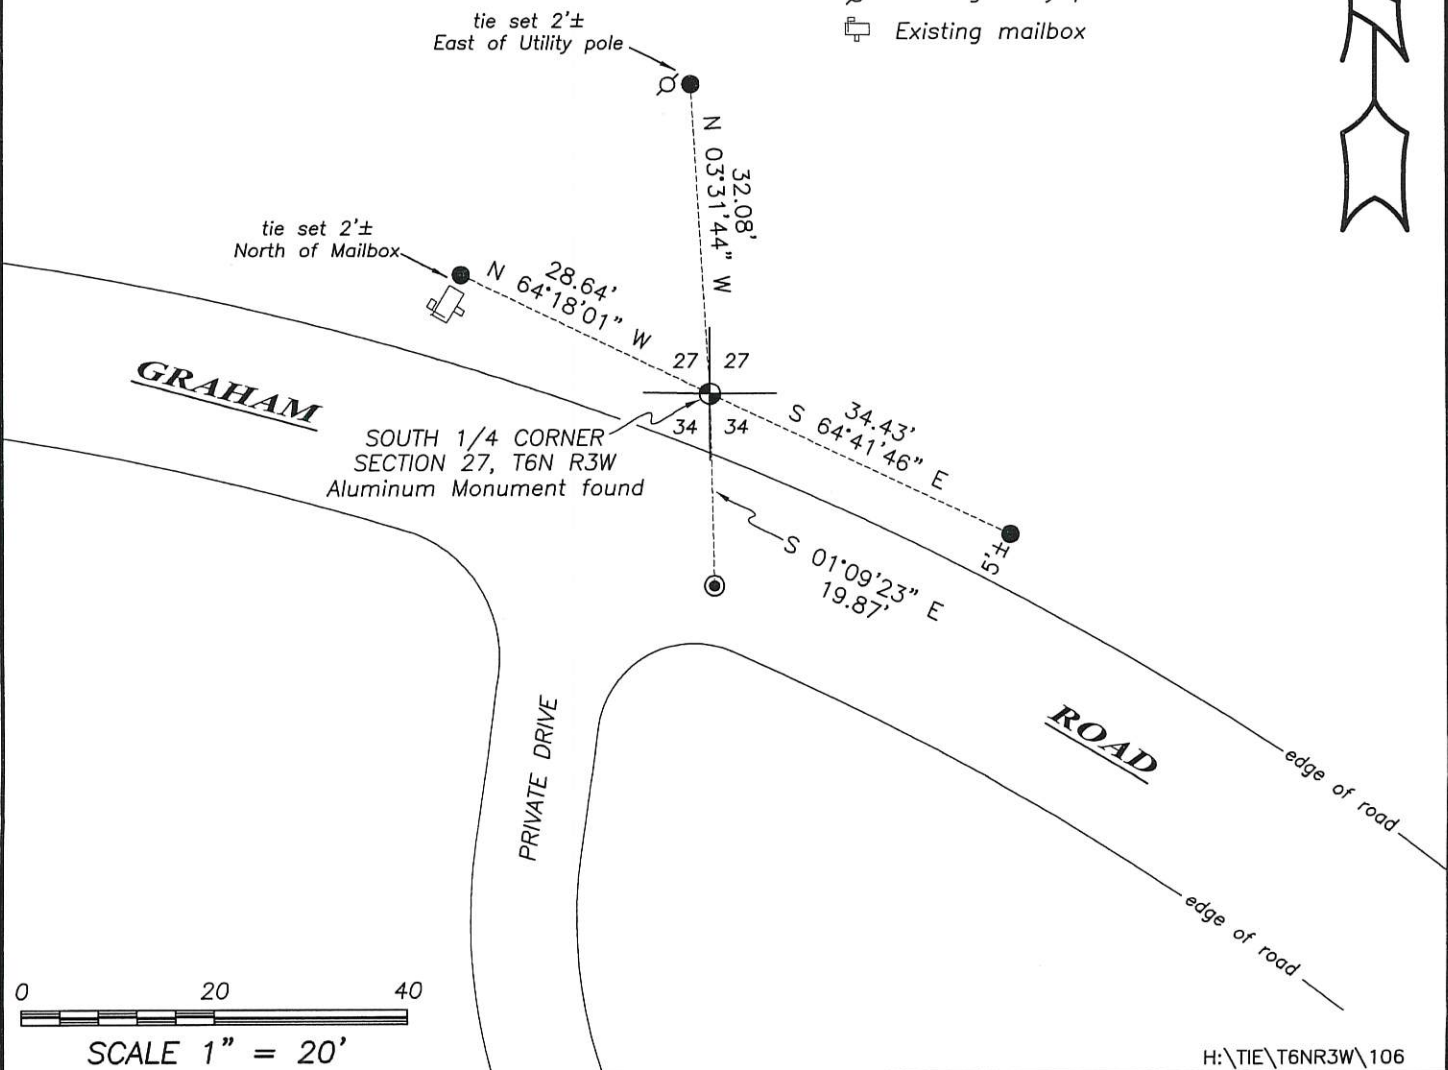 tie set 2'±
East of Utility pole
Existing mailbox
N 03°31'44" W
32.08'
tie set 2'±
North of Mailbox
28.64'
N 64°18'01" W
27 27
34 34
GRAHAM
SOUTH 1/4 CORNER
SECTION 27, T6N R3W
Aluminum Monument found
34.43'
S 64°41'46" E
5'±
S 01°09'23" E
19.87'
PRIVATE DRIVE
ROAD
edge of road
edge of road
0 20 40
SCALE 1" = 20'
H:\TIE\T6NR3W\106